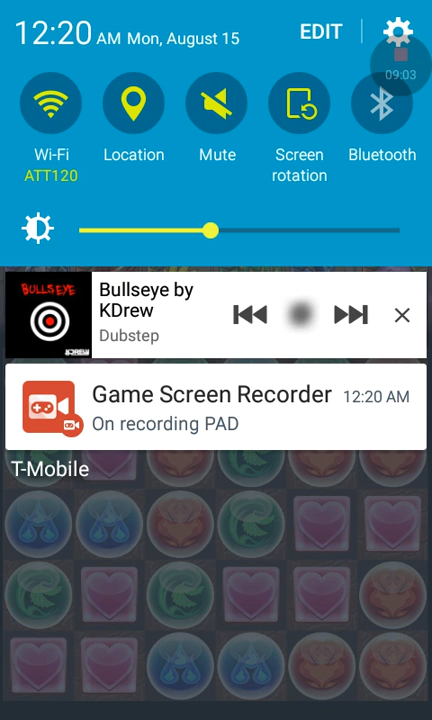 12:20 AM Mon, August 15 EDIT
09:03
Wi-Fi Location Mute Screen rotation Bluetooth
ATT120
BULLSEYE
KDREW
Bullseye by
KDrew
Dubstep
Game Screen Recorder 12:20 AM
On recording PAD
T-Mobile